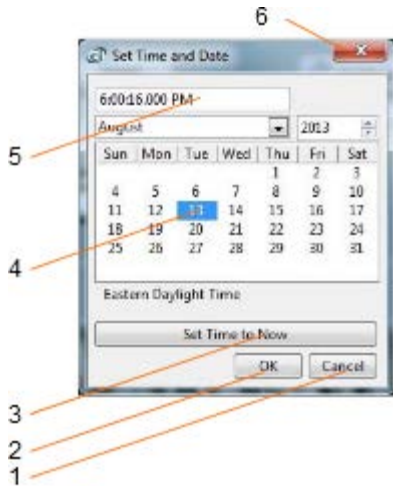 6
Set Time and Date
6:00:16.000 PM
August 2013
Sun Mon Tue Wed Thu Fri Sat
1 2 3
4 5 6 7 8 9 10
11 12 13 14 15 16 17
18 19 20 21 22 23 24
25 26 27 28 29 30 31
Eastern Daylight Time
Set Time to Now
OK Cancel
5
4
3
2
1